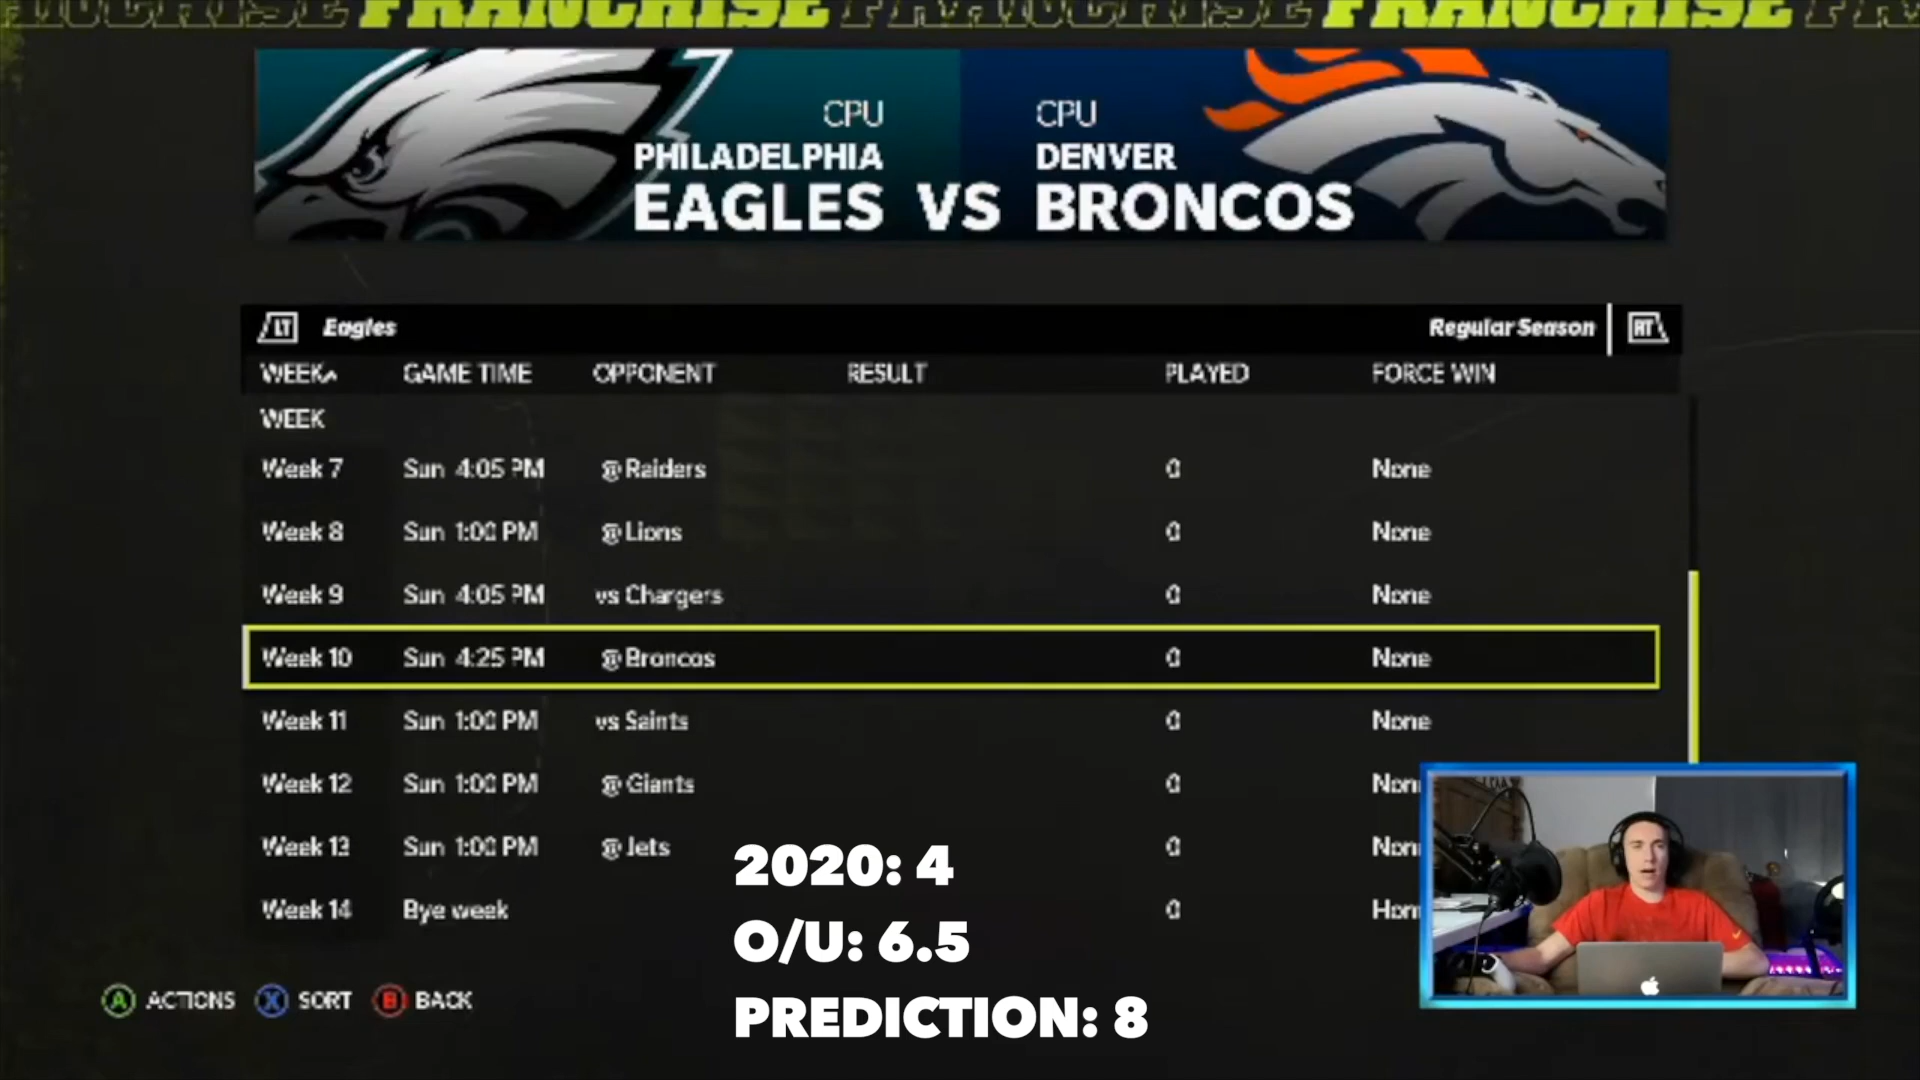 FRANCHISE FRANCHISE FRANCHISE FRANCHISE FR
CPU
PHILADELPHIA
EAGLES
VS
CPU
DENVER
BRONCOS
LT Eagles Regular Season RT
WEEK GAME TIME OPPONENT RESULT PLAYED FORCE WIN
WEEK
Week 7 Sun 4:05 PM @ Raiders 0 None
Week 8 Sun 1:00 PM @ Lions 0 None
Week 9 Sun 4:05 PM vs Chargers 0 None
Week 10 Sun 4:25 PM @ Broncos 0 None
Week 11 Sun 1:00 PM vs Saints 0 None
Week 12 Sun 1:00 PM @ Giants 0 Non
Week 13 Sun 1:00 PM @ Jets 0 Non
Week 14 Bye week 0 Hom
2020: 4
O/U: 6.5
PREDICTION: 8
A ACTIONS X SORT B BACK